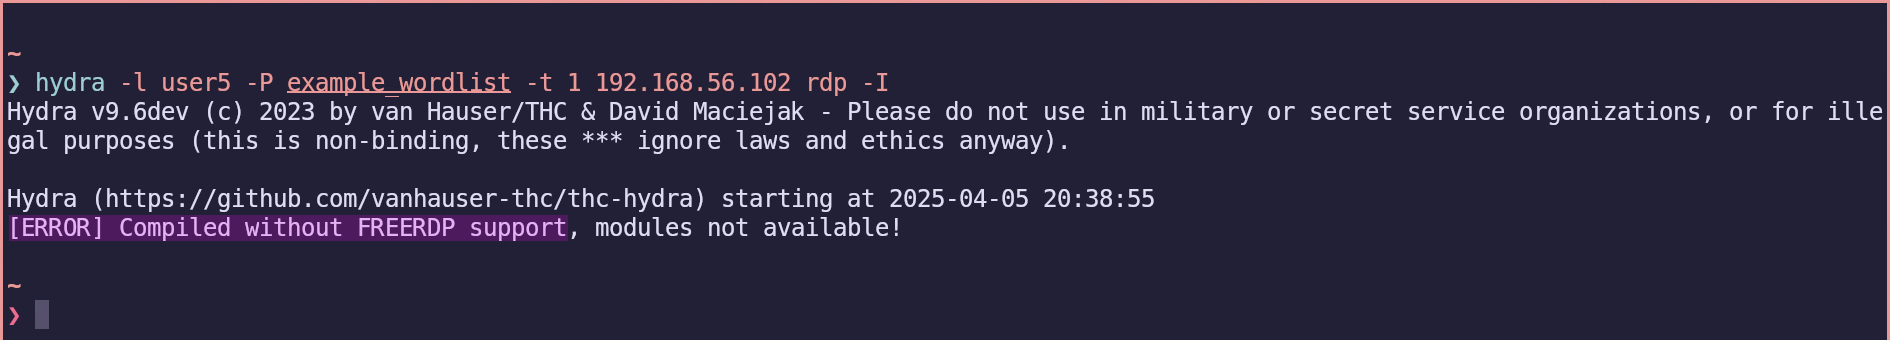 ~
❯ hydra -l user5 -P example_wordlist -t 1 192.168.56.102 rdp -I
Hydra v9.6dev (c) 2023 by van Hauser/THC & David Maciejak - Please do not use in military or secret service organizations, or for ille
gal purposes (this is non-binding, these *** ignore laws and ethics anyway).
Hydra (https://github.com/vanhauser-thc/thc-hydra) starting at 2025-04-05 20:38:55
[ERROR] Compiled without FREERDP support, modules not available!
~
❯